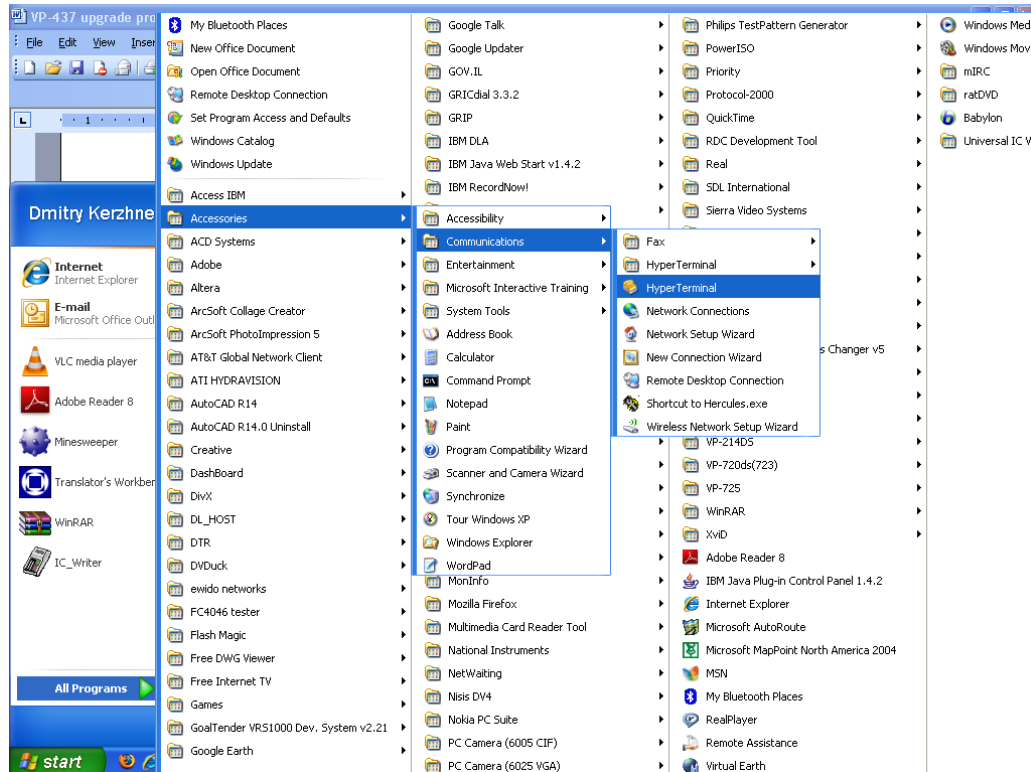 VP-437 upgrade pro
File Edit View Inser
1
Dmitry Kerzhne
Internet
Internet Explorer
E-mail
Microsoft Office Outl
VLC media player
Adobe Reader 8
Minesweeper
Translator's Workber
WinRAR
IC_Writer
All Programs
start
My Bluetooth Places
New Office Document
Open Office Document
Remote Desktop Connection
Set Program Access and Defaults
Windows Catalog
Windows Update
Access IBM
Accessories
ACD Systems
Adobe
Altera
ArcSoft Collage Creator
ArcSoft PhotoImpression 5
AT&T Global Network Client
ATI HYDRAVISION
AutoCAD R14
AutoCAD R14.0 Uninstall
Creative
DashBoard
DivX
DL_HOST
DTR
DVDuck
ewido networks
FC4046 tester
Flash Magic
Free DWG Viewer
Free Internet TV
Games
GoalTender VRS1000 Dev. System v2.21
Google Earth
Google Talk
Google Updater
GOV.IL
GRICdial 3.3.2
GRIP
IBM DLA
IBM Java Web Start v1.4.2
IBM RecordNow!
Accessibility
Communications
Entertainment
Microsoft Interactive Training
System Tools
Address Book
Calculator
Command Prompt
Notepad
Paint
Program Compatibility Wizard
Scanner and Camera Wizard
Synchronize
Tour Windows XP
Windows Explorer
WordPad
MonInfo
Mozilla Firefox
Multimedia Card Reader Tool
National Instruments
NetWaiting
Nisis DV4
Nokia PC Suite
PC Camera (6005 CIF)
PC Camera (6025 VGA)
Philips TestPattern Generator
PowerISO
Priority
Protocol-2000
QuickTime
RDC Development Tool
Real
SDL International
Sierra Video Systems
Fax
HyperTerminal
HyperTerminal
Network Connections
Network Setup Wizard
New Connection Wizard
Remote Desktop Connection
Shortcut to Hercules.exe
Wireless Network Setup Wizard
s Changer v5
VP-214DS
VP-720ds(723)
VP-725
WinRAR
XviD
Adobe Reader 8
IBM Java Plug-in Control Panel 1.4.2
Internet Explorer
Microsoft AutoRoute
Microsoft MapPoint North America 2004
MSN
My Bluetooth Places
RealPlayer
Remote Assistance
Virtual Earth
Windows Med
Windows Mov
mIRC
ratDVD
Babylon
Universal IC W